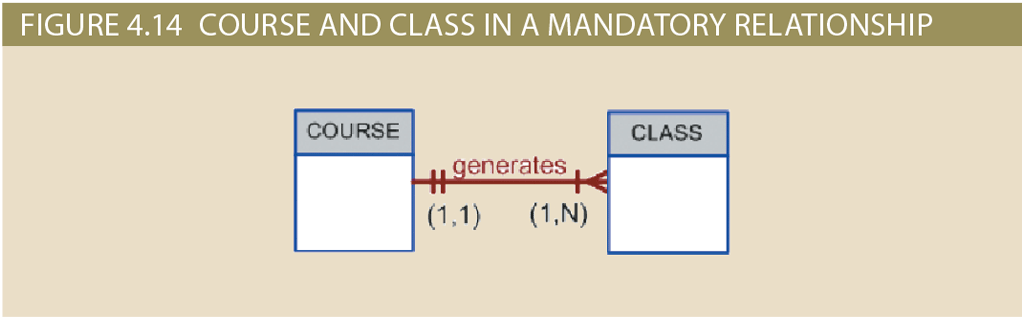 FIGURE 4.14 COURSE AND CLASS IN A MANDATORY RELATIONSHIP
COURSE
CLASS
generates
(1,1)
(1,N)